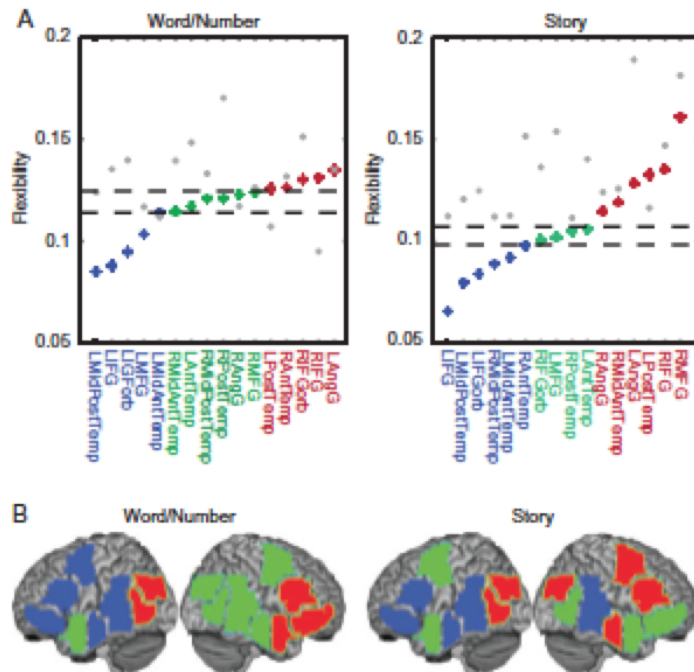 A
Word/Number
Story
0.2
0.15
0.1
0.05
Flexibility
LMidPostTemp
LIFG
LIGForb
LMFG
LMidAntTemp
RMidAntTemp
LAntTemp
RMidPostTemp
RPostTemp
RAngG
RMFG
LPostTemp
RAntTemp
RIFGorb
RIFG
LAngG
0.2
0.15
0.1
0.05
Flexibility
LIFG
LMidPostTemp
LIFGorb
RMidPostTemp
LMidAntTemp
RAntTemp
RIFGorb
LMFG
RPostTemp
LAntTemp
RAngG
RMidAntTemp
LAngG
LPostTemp
RIFG
RMFG
B
Word/Number
Story